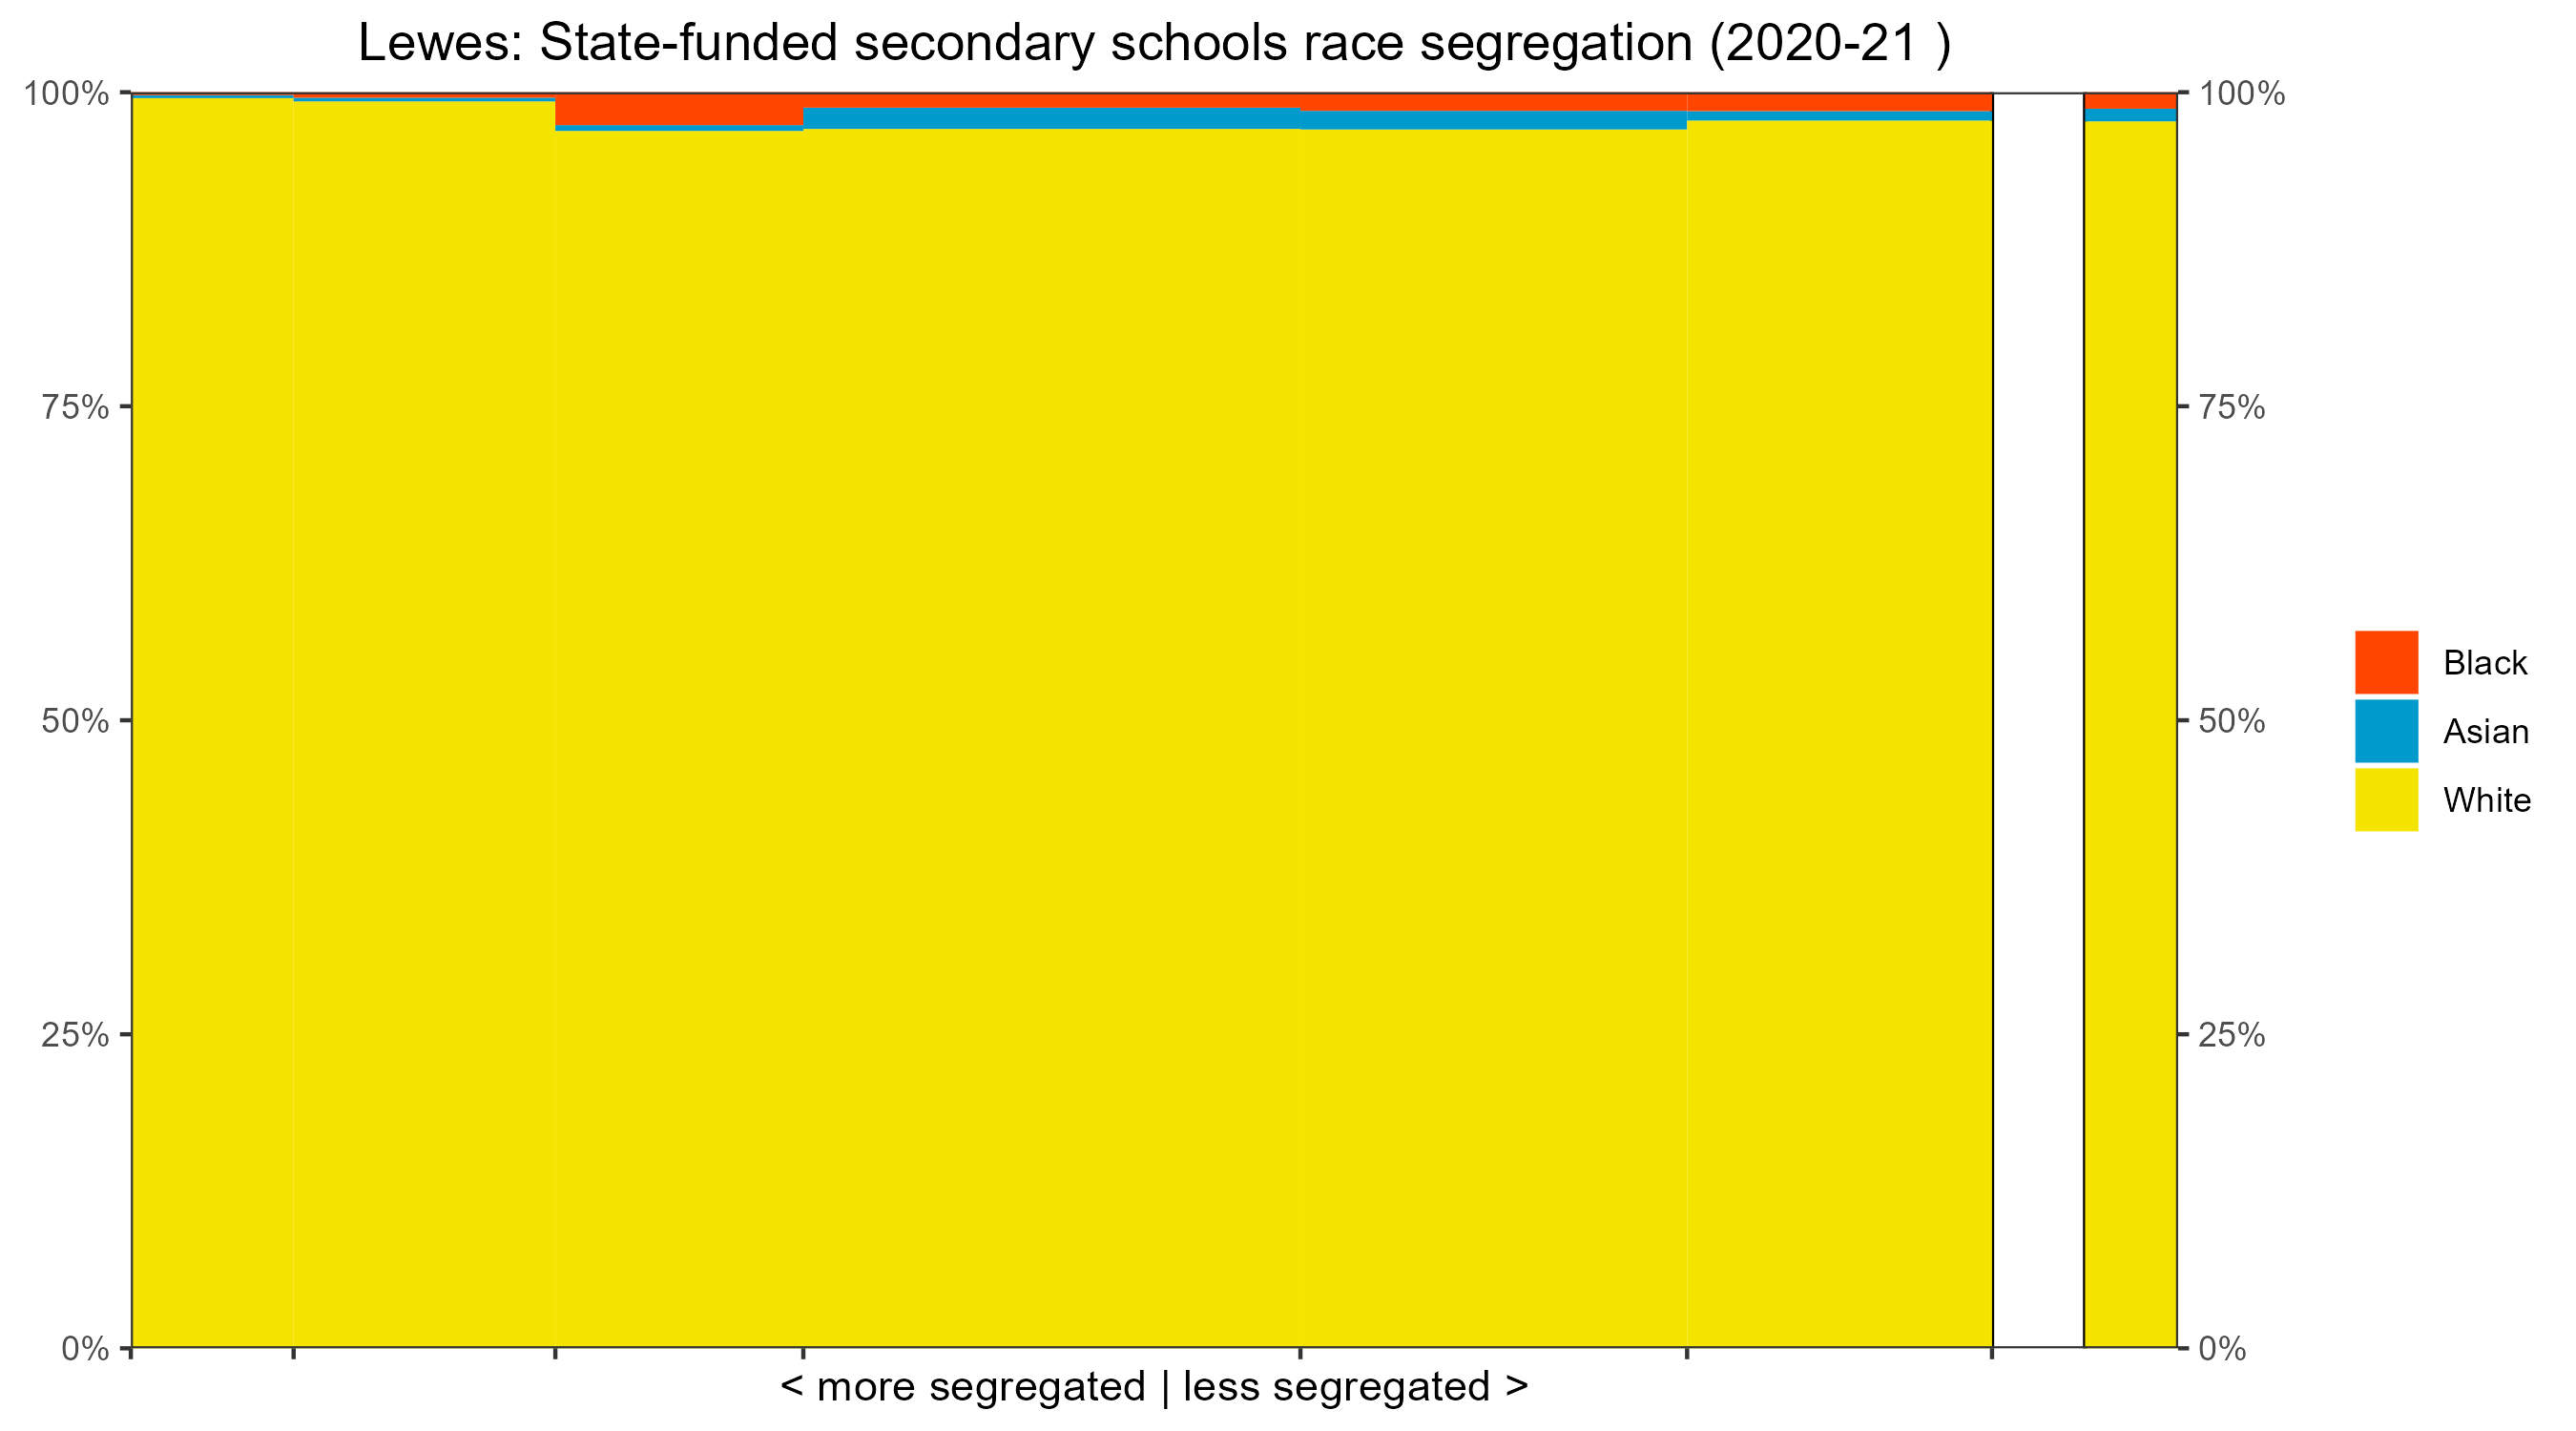 Lewes: State-funded secondary schools race segregation (2020-21 )
100%
75%
50%
25%
0%
100%
75%
50%
25%
0%
Black
Asian
White
< more segregated | less segregated >